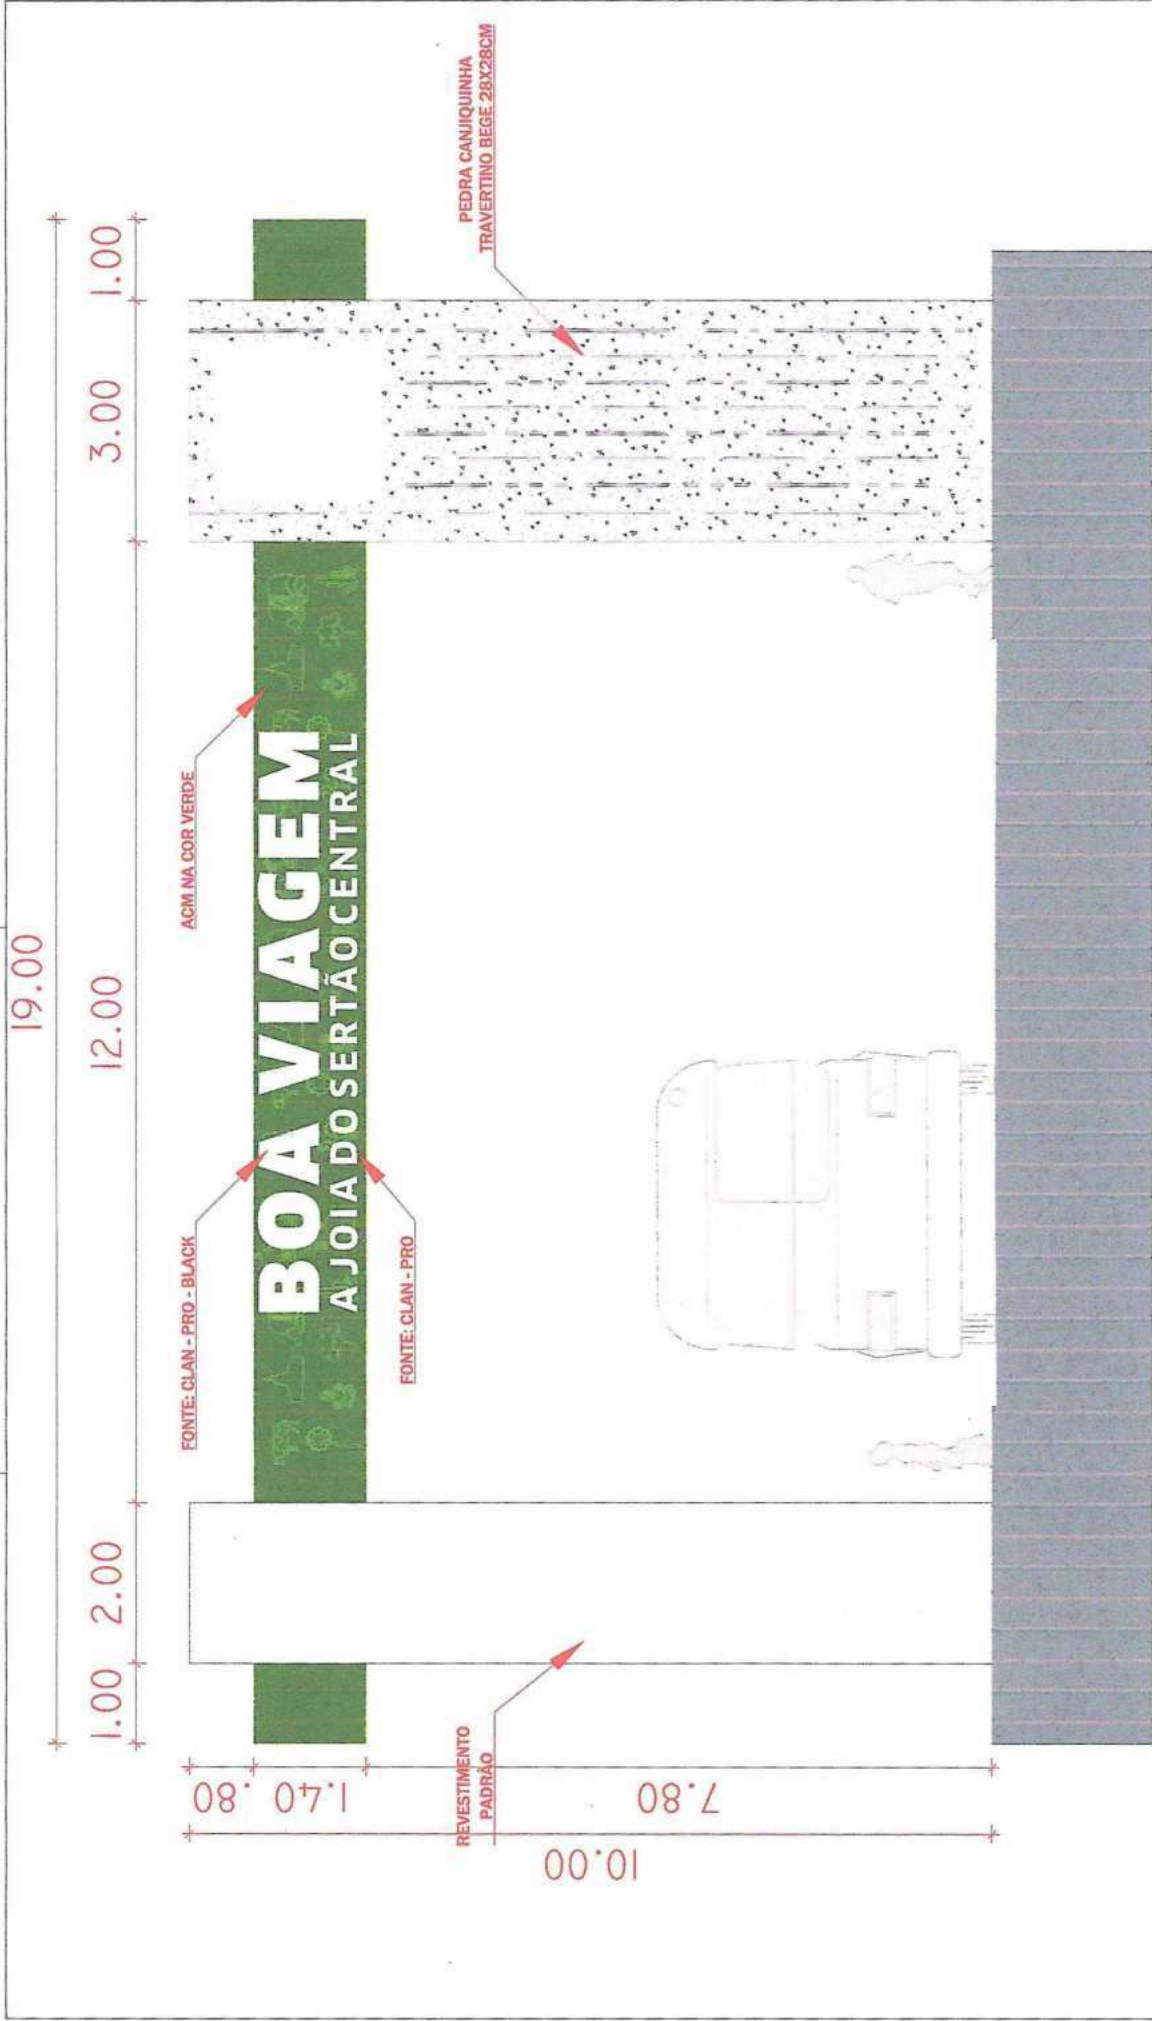 19.00
1.00
2.00
12.00
3.00
1.00
FONTE: CLAN - PRO - BLACK
ACM NA COR VERDE
.80
1.40
7.80
10.00
BOA VIAGEM
A JOIA DO SERTÃO CENTRAL
FONTE: CLAN - PRO
REVESTIMENTO
PADRÃO
PEDRA CANJIQUINHA
TRAVERTINO BEGE 28X28CM